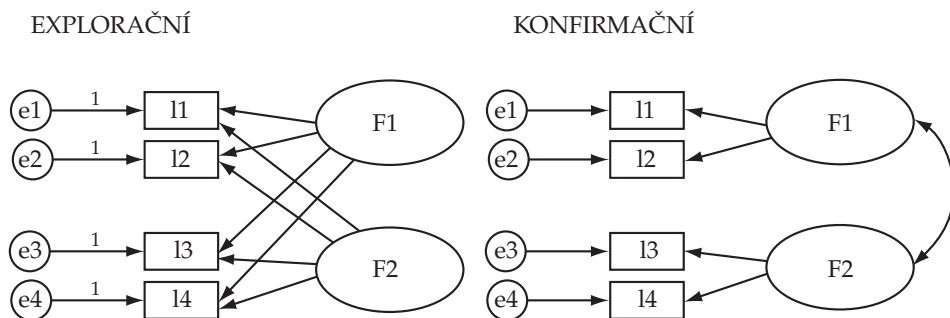 EXPLORAČNÍ
e1 1 l1
e2 1 l2
F1
e3 1 l3
e4 1 l4
F2
KONFIRMAČNÍ
e1 l1
e2 l2
F1
e3 l3
e4 l4
F2